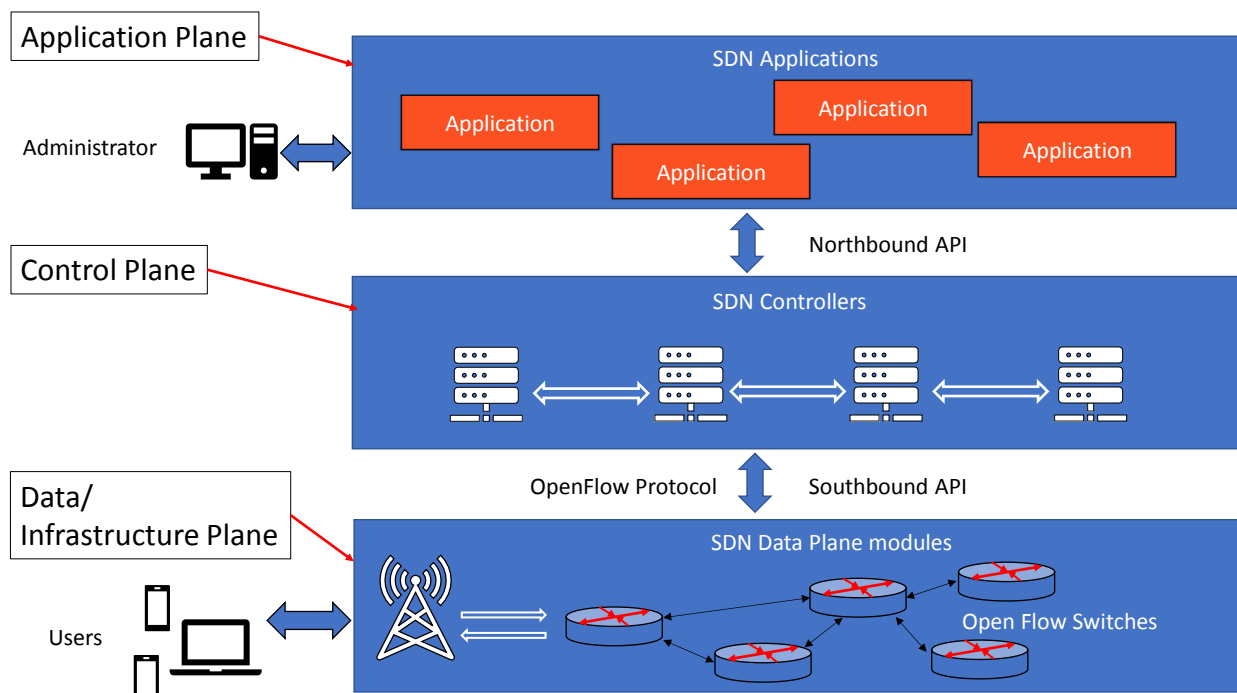 Application Plane
SDN Applications
Application
Application
Application
Application
Administrator
Northbound API
Control Plane
SDN Controllers
OpenFlow Protocol
Southbound API
Data/
Infrastructure Plane
SDN Data Plane modules
Open Flow Switches
Users